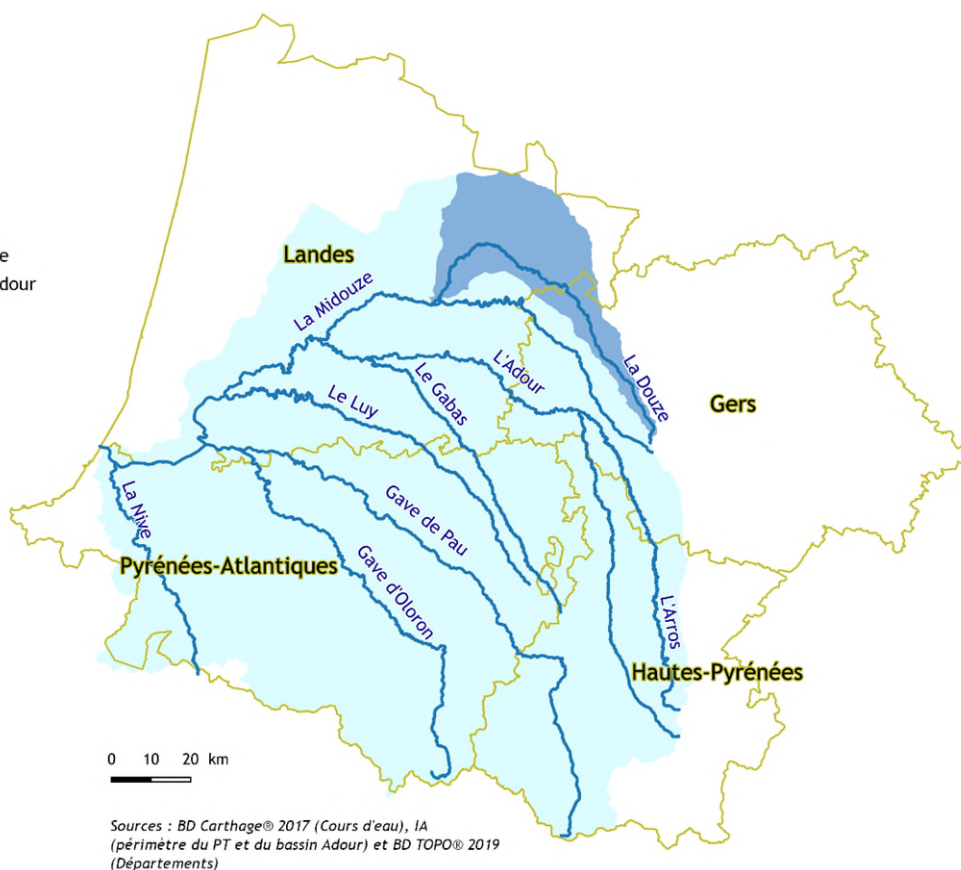 Landes
e
dour
La Midouze
L'Adour
Le Gabas
La Douze
Le Luy
Gers
La Nive
Gave de Pau
Pyrénées-Atlantiques
Gave d'Oloron
L'Arros
Hautes-Pyrénées
0 10 20 km
Sources : BD Carthage® 2017 (Cours d'eau), IA
(périmètre du PT et du bassin Adour) et BD TOPO® 2019
(Départements)